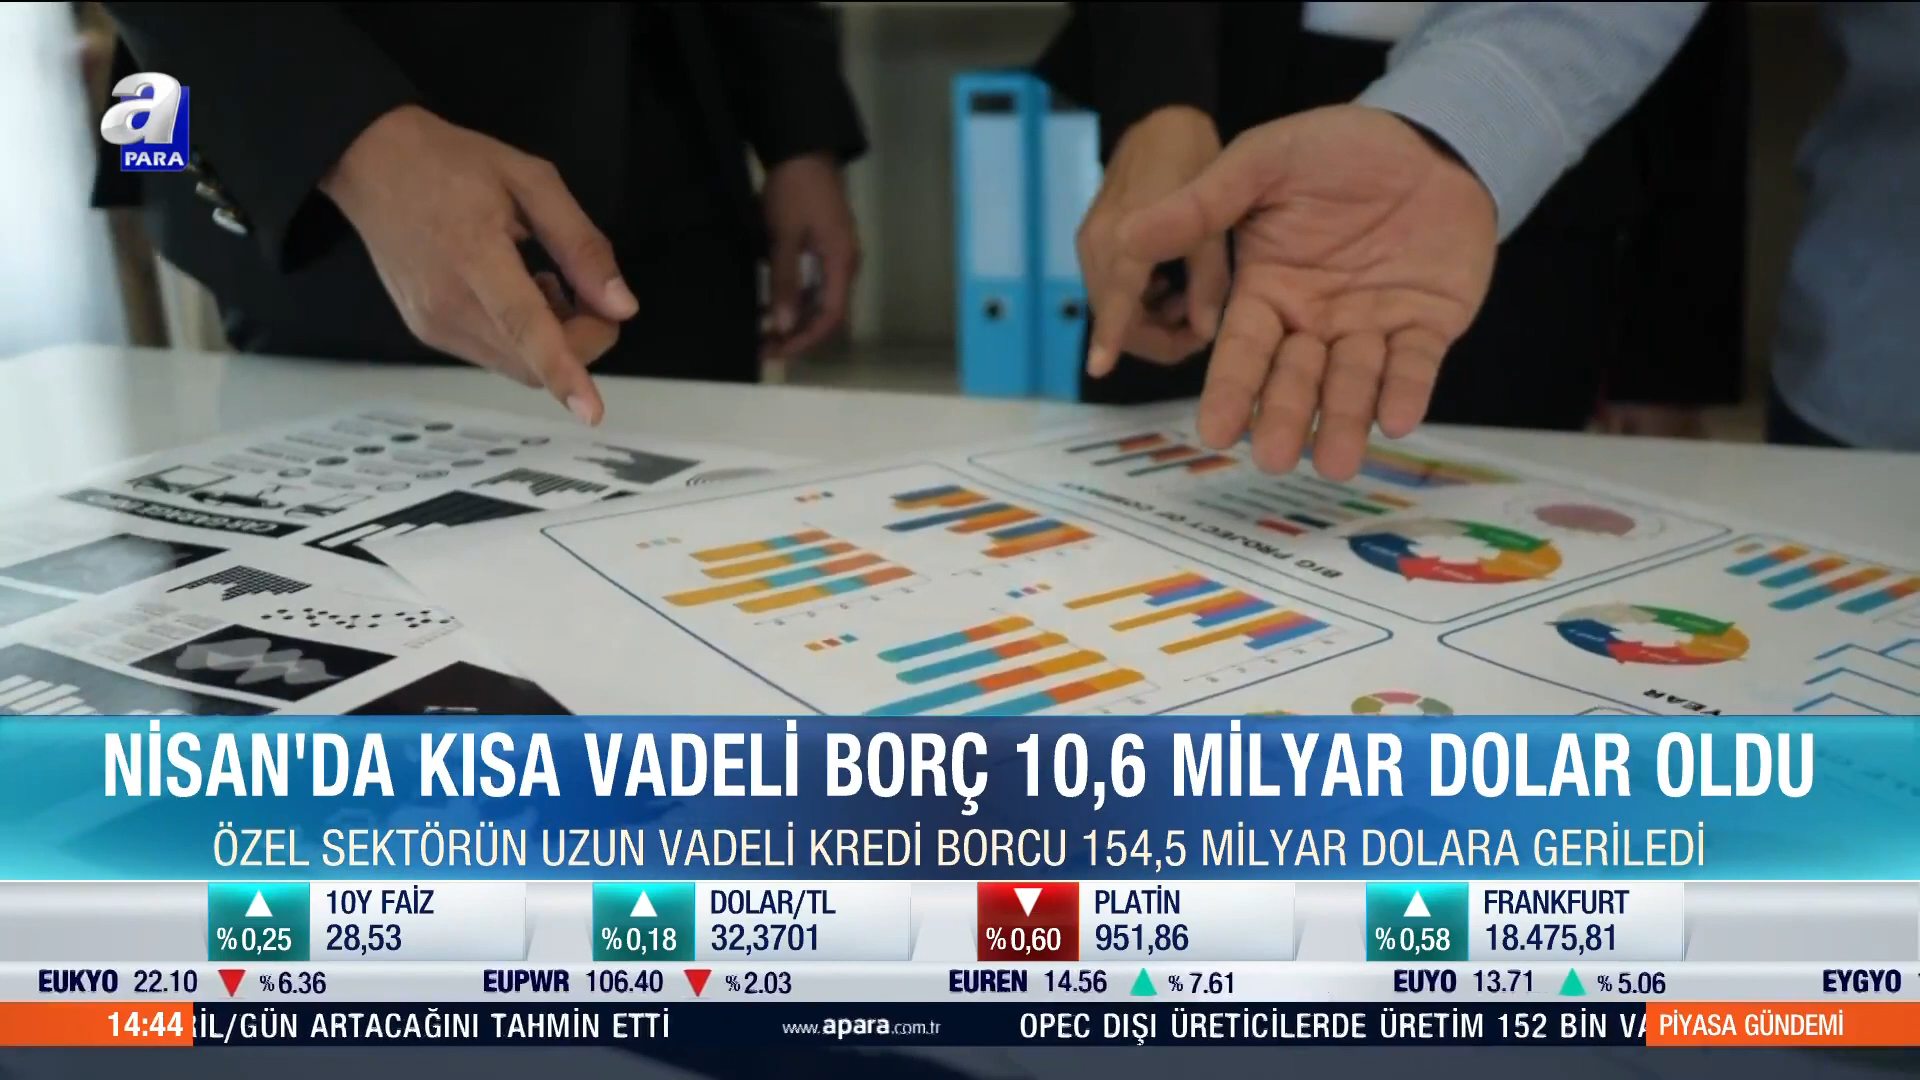 a
PARA
BIG PROJECT OF COMPANY
YEAR
NİSAN'DA KISA VADELİ BORÇ 10,6 MİLYAR DOLAR OLDU
ÖZEL SEKTÖRÜN UZUN VADELİ KREDİ BORCU 154,5 MİLYAR DOLARA GERİLEDİ
%0,25 10Y FAİZ 28,53
%0,18 DOLAR/TL 32,3701
%0,60 PLATİN 951,86
%0,58 FRANKFURT 18.475,81
EUKYO 22.10 %6.36 EUPWR 106.40 %2.03 EUREN 14.56 %7.61 EUYO 13.71 %5.06 EYGYO
14:44 RİL/GÜN ARTACAĞINI TAHMİN ETTİ www.apara.com.tr OPEC DIŞI ÜRETİCİLERDE ÜRETİM 152 BİN VA PİYASA GÜNDEMİ